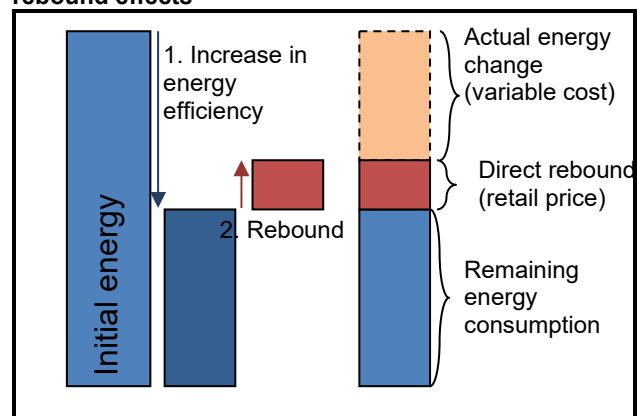 rebound effects
Initial energy
1. Increase in
energy
efficiency
2. Rebound
Actual energy
change
(variable cost)
Direct rebound
(retail price)
Remaining
energy
consumption